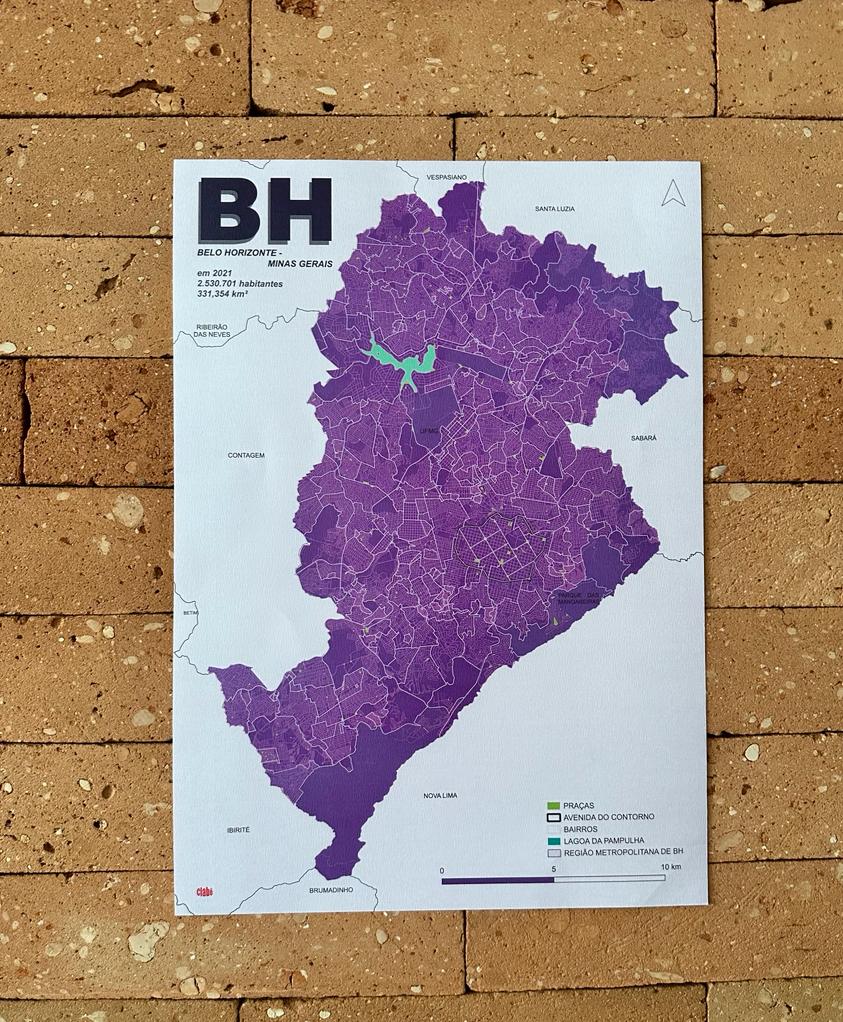 VESPASIANO
BH
SANTA LUZIA
BELO HORIZONTE -
MINAS GERAIS
em 2021
2.530.701 habitantes
331,354 km²
RIBEIRÃO
DAS NEVES
UFMG
SABARÁ
CONTAGEM
PARQUE DAS
MANGABEIRAS
BETIM
NOVA LIMA
PRAÇAS
AVENIDA DO CONTORNO
IBIRITÉ
BAIRROS
LAGOA DA PAMPULHA
REGIÃO METROPOLITANA DE BH
0 5 10 km
BRUMADINHO